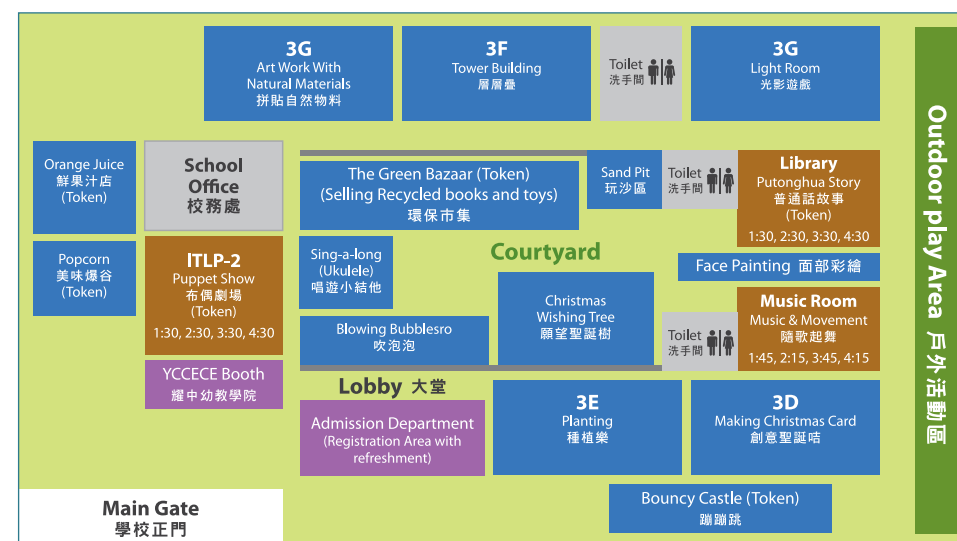 3G
Art Work With
Natural Materials
拼貼自然物料
3F
Tower Building
層層疊
Toilet
洗手間
3G
Light Room
光影遊戲
Outdoor play Area 戶外活動區
Orange Juice
鮮果汁店
(Token)
School
Office
校務處
The Green Bazaar (Token)
(Selling Recycled books and toys)
環保市集
Sand Pit
玩沙區
Toilet
洗手間
Library
Putonghua Story
普通話故事
(Token)
1:30, 2:30, 3:30, 4:30
Popcorn
美味爆谷
(Token)
ITLP-2
Puppet Show
布偶劇場
(Token)
1:30, 2:30, 3:30, 4:30
Sing-a-long
(Ukulele)
唱遊小結他
Courtyard
Face Painting 面部彩繪
Christmas
Wishing Tree
願望聖誕樹
Blowing Bubblesro
吹泡泡
Toilet
洗手間
Music Room
Music & Movement
隨歌起舞
1:45, 2:15, 3:45, 4:15
YCCECE Booth
耀中幼教學院
Lobby 大堂
Admission Department
(Registration Area with
refreshment)
3E
Planting
種植樂
3D
Making Christmas Card
創意聖誕咭
Bouncy Castle (Token)
蹦蹦跳
Main Gate
學校正門